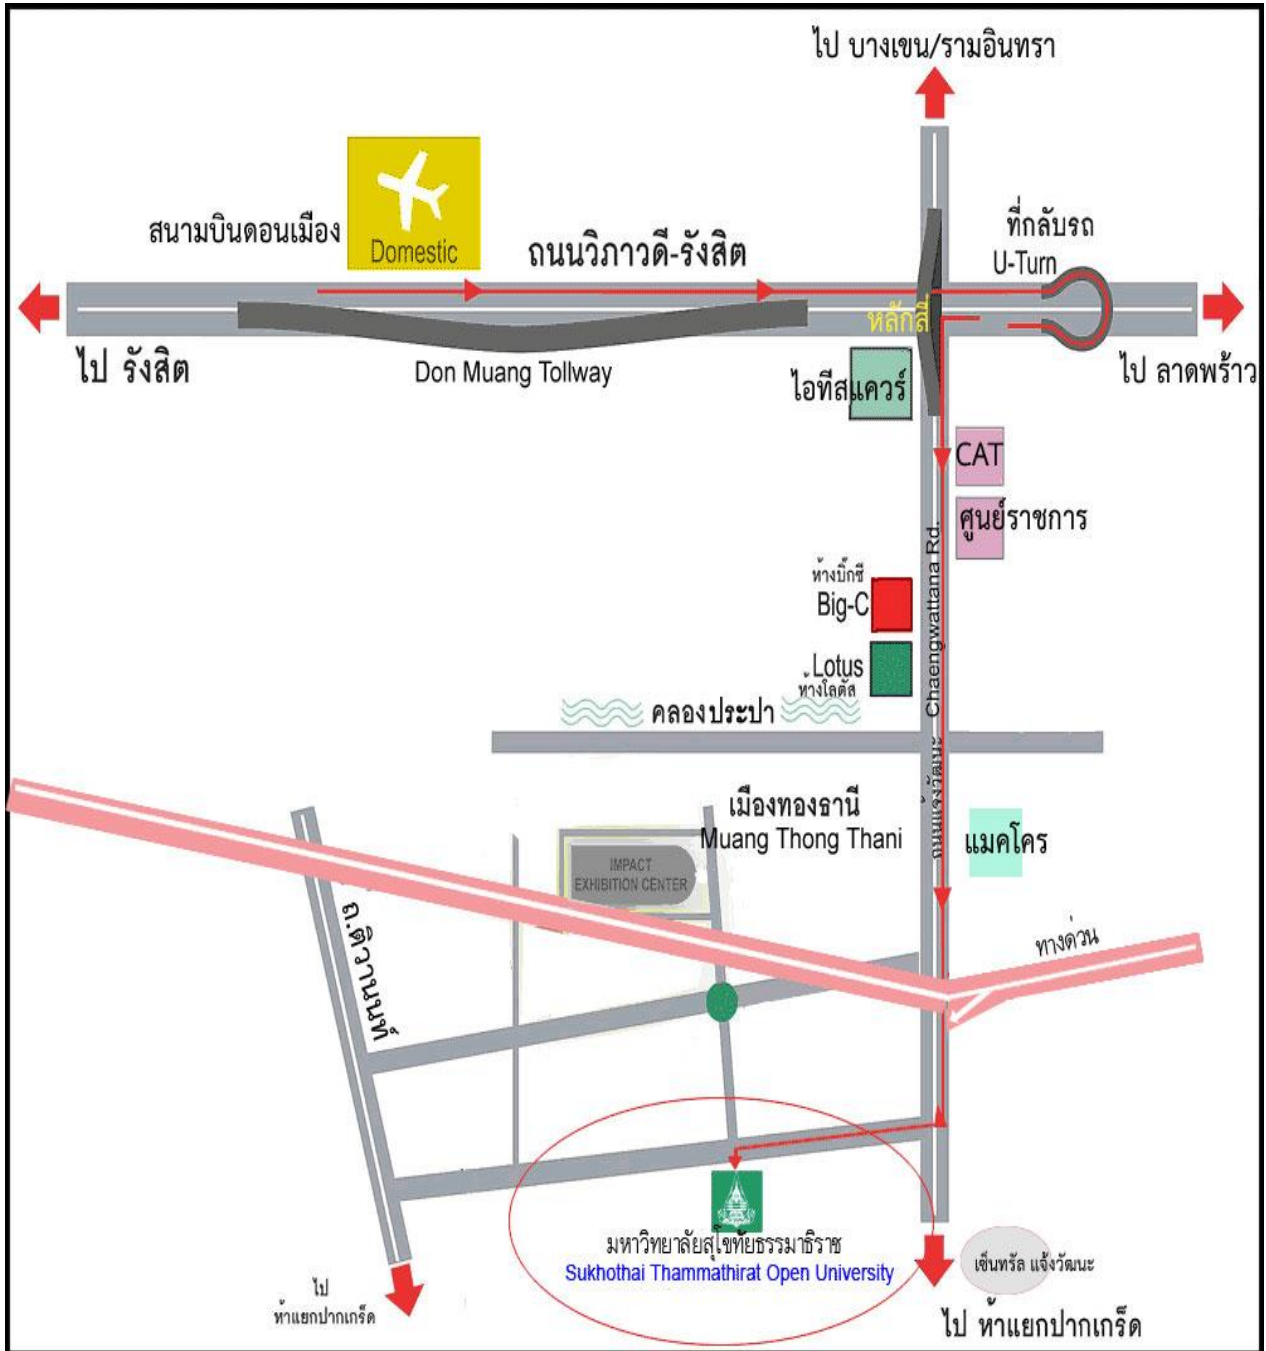 ไป บางเขน/รามอินทรา
สนามบินดอนเมือง
Domestic
ถนนวิภาวดี-รังสิต
ที่กลับรถ
U-Turn
หลักสี่
ไป รังสิต
Don Muang Tollway
ไอทีสแควร์
ไป ลาดพร้าว
CAT
ศูนย์ราชการ
ห้างบิ๊กซี
Big-C
Lotus
ห้างโลตัส
ถนนแจ้งวัฒนะ Chaengwattana Rd.
คลองประปา
เมืองทองธานี
Muang Thong Thani
แมคโคร
IMPACT
EXHIBITION CENTER
ถ.ติวานนท์
ทางด่วน
มหาวิทยาลัยสุโขทัยธรรมาธิราช
Sukhothai Thammathirat Open University
เซ็นทรัล แจ้งวัฒนะ
ไป
ห้าแยกปากเกร็ด
ไป ห้าแยกปากเกร็ด